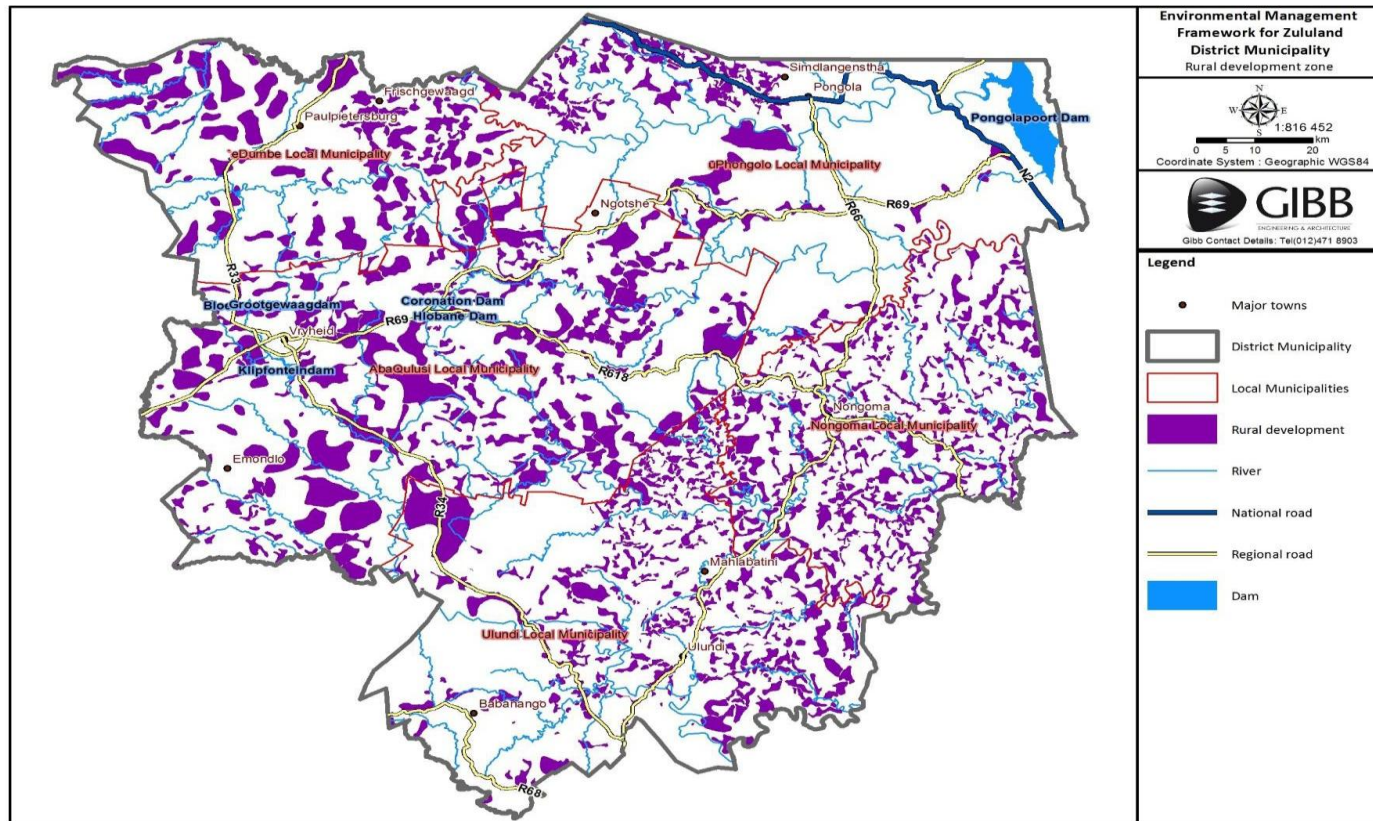 Environmental Management
Framework for Zululand
District Municipality
Rural development zone
N
W E
S
1:816 452
km
0 5 10 20
Coordinate System : Geographic WGS84
GIBB
ENGINEERING & ARCHITECTURE
Gibb Contact Details: Tel(012)471 8903
Legend
Major towns
District Municipality
Local Municipalities
Rural development
River
National road
Regional road
Dam
Simdlangenstha
Pongola
Frischgewaagd
Pongolapoort Dam
Paulpietersburg
eDumbe Local Municipality
uPhongolo Local Municipality
N2
Ngotshe
R69
R66
R33
Coronation Dam
Grootgewaagdam
Hlobane Dam
R69
Vryheid
Klipfonteindam
AbaQulusi Local Municipality
R618
Nongoma
Nongoma Local Municipality
Emondlo
R34
Mahlabatini
Ulundi Local Municipality
Ulundi
Babanango
R68